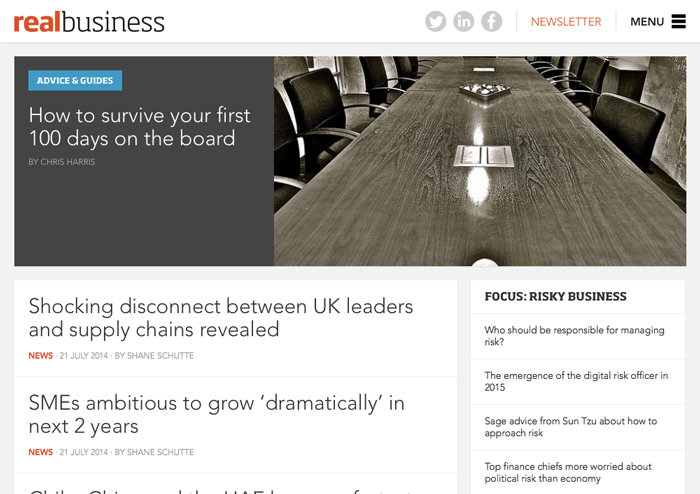 realbusiness
NEWSLETTER
MENU
ADVICE & GUIDES
How to survive your first
100 days on the board
BY CHRIS HARRIS
Shocking disconnect between UK leaders
and supply chains revealed
NEWS · 21 JULY 2014 · BY SHANE SCHUTTE
SMEs ambitious to grow ‘dramatically’ in
next 2 years
NEWS · 21 JULY 2014 · BY SHANE SCHUTTE
FOCUS: RISKY BUSINESS
Who should be responsible for managing
risk?
The emergence of the digital risk officer in
2015
Sage advice from Sun Tzu about how to
approach risk
Top finance chiefs more worried about
political risk than economy